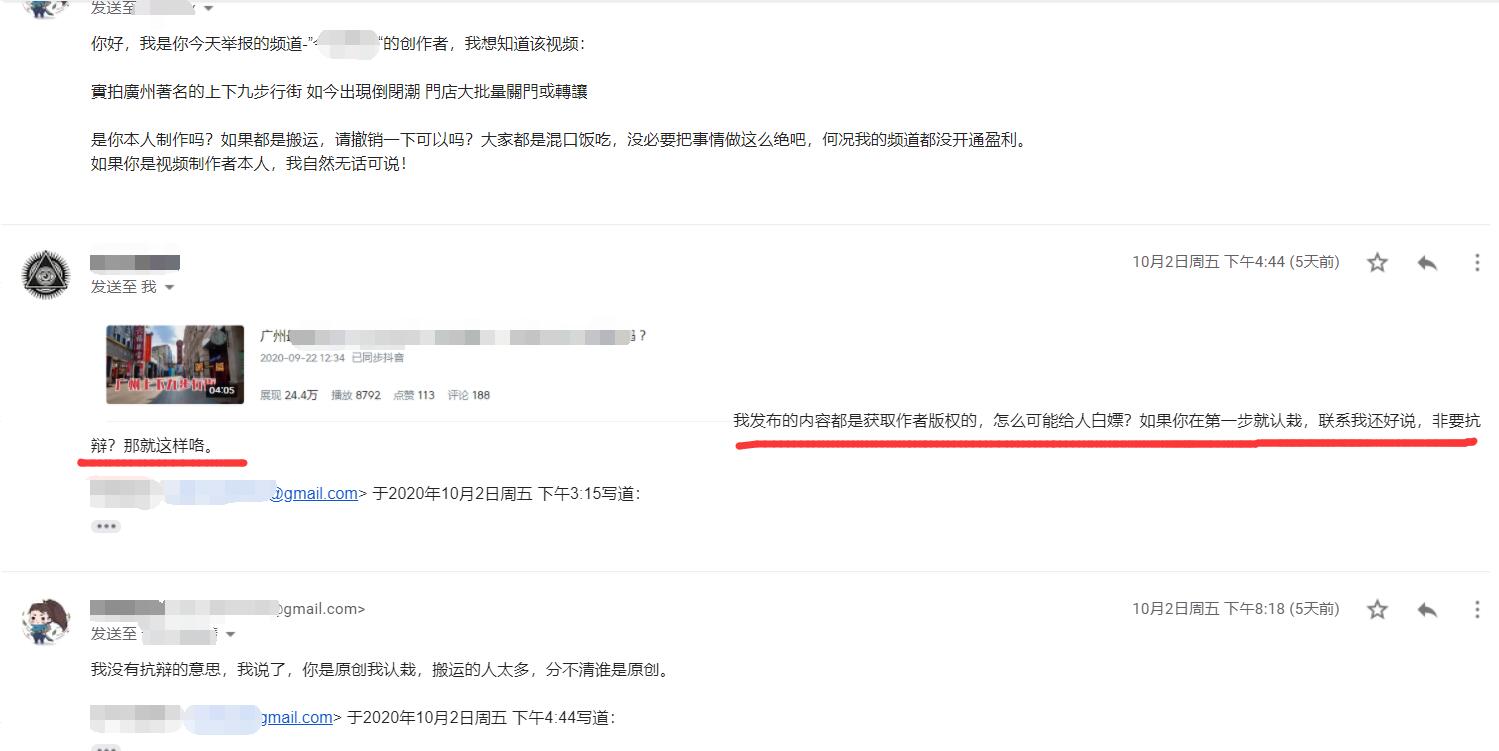 发送至
你好，我是你今天举报的频道-”“的创作者，我想知道该视频：
實拍廣州著名的上下九步行街 如今出現倒閉潮 門店大批量關門或轉讓
是你本人制作吗？如果都是搬运，请撤销一下可以吗？大家都是混口饭吃，没必要把事情做这么绝吧，何况我的频道都没开通盈利。
如果你是视频制作者本人，我自然无话可说！
10月2日周五 下午4:44 (5天前)
发送至 我
广州 ？
2020-09-22 12:34 已同步抖音
广州上下九步行街
04:05
展现 24.4万 播放 8792 点赞 113 评论 188
我发布的内容都是获取作者版权的，怎么可能给人白嫖？如果你在第一步就认栽，联系我还好说，非要抗
辩？那就这样咯。
@gmail.com> 于2020年10月2日周五 下午3:15写道：
@gmail.com> 10月2日周五 下午8:18 (5天前)
发送至
我没有抗辩的意思，我说了，你是原创我认栽，搬运的人太多，分不清谁是原创。
gmail.com> 于2020年10月2日周五 下午4:44写道：